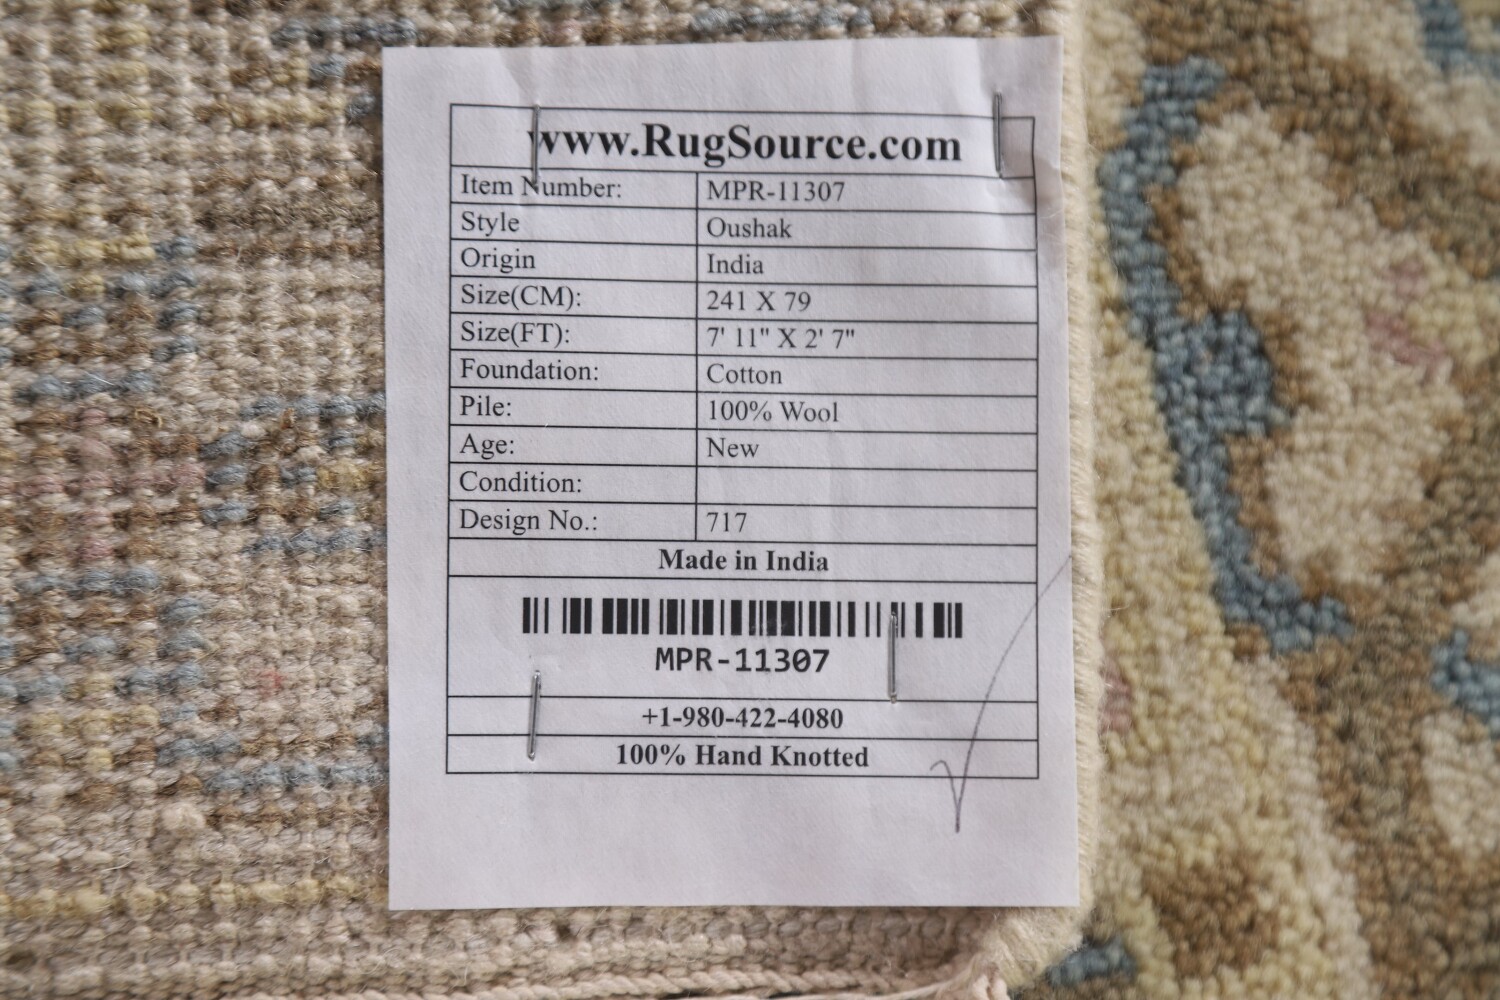 www.RugSource.com
Item Number: MPR-11307
Style Oushak
Origin India
Size(CM): 241 X 79
Size(FT): 7' 11" X 2' 7"
Foundation: Cotton
Pile: 100% Wool
Age: New
Condition:
Design No.: 717
Made in India
MPR-11307
+1-980-422-4080
100% Hand Knotted